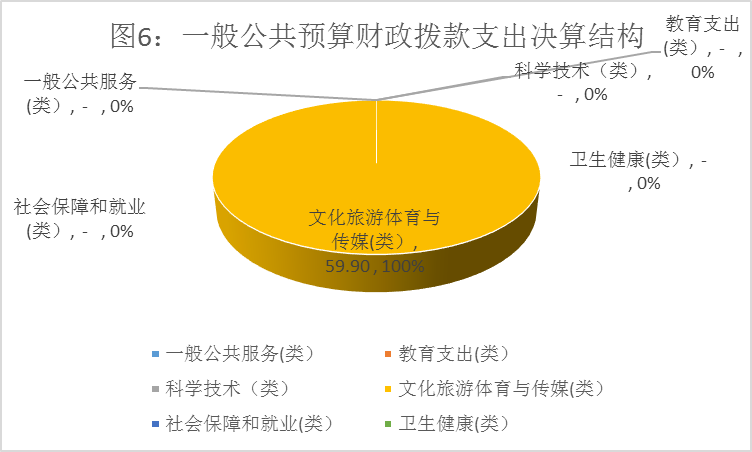 图6：一般公共预算财政拨款支出决算结构
教育支出
(类），-，
0%
科学技术（类），
-，0%
一般公共服务
(类），-，0%
卫生健康(类），-
，0%
社会保障和就业
(类），-，0%
文化旅游体育与
传媒(类），
59.90，100%
一般公共服务(类）
教育支出(类）
科学技术（类）
文化旅游体育与传媒(类）
社会保障和就业(类）
卫生健康(类）